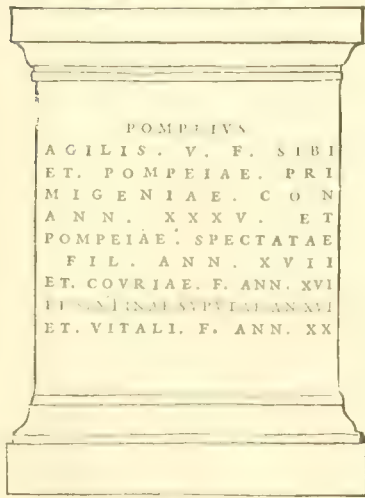 POMPEIVS
AGILIS. V. F. SIBI
ET. POMPEIAE. PRI
MIGENIAE. CON
ANN. XXXV. ET
POMPEIAE. SPECTATAE
FIL. ANN. XVII
ET. COVRIAE. F. ANN. XVI
ET. VITALI. F. ANN. XX